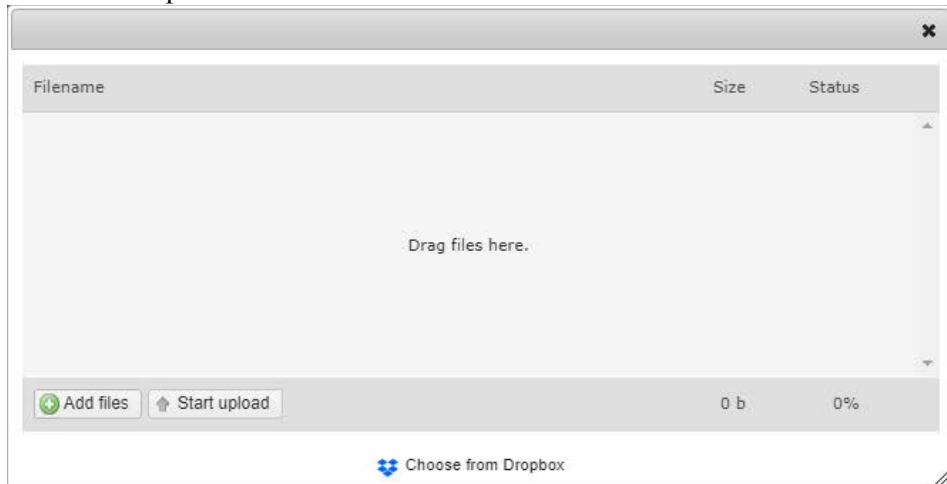 Filename Size Status
Drag files here.
Add files Start upload 0 b 0%
Choose from Dropbox